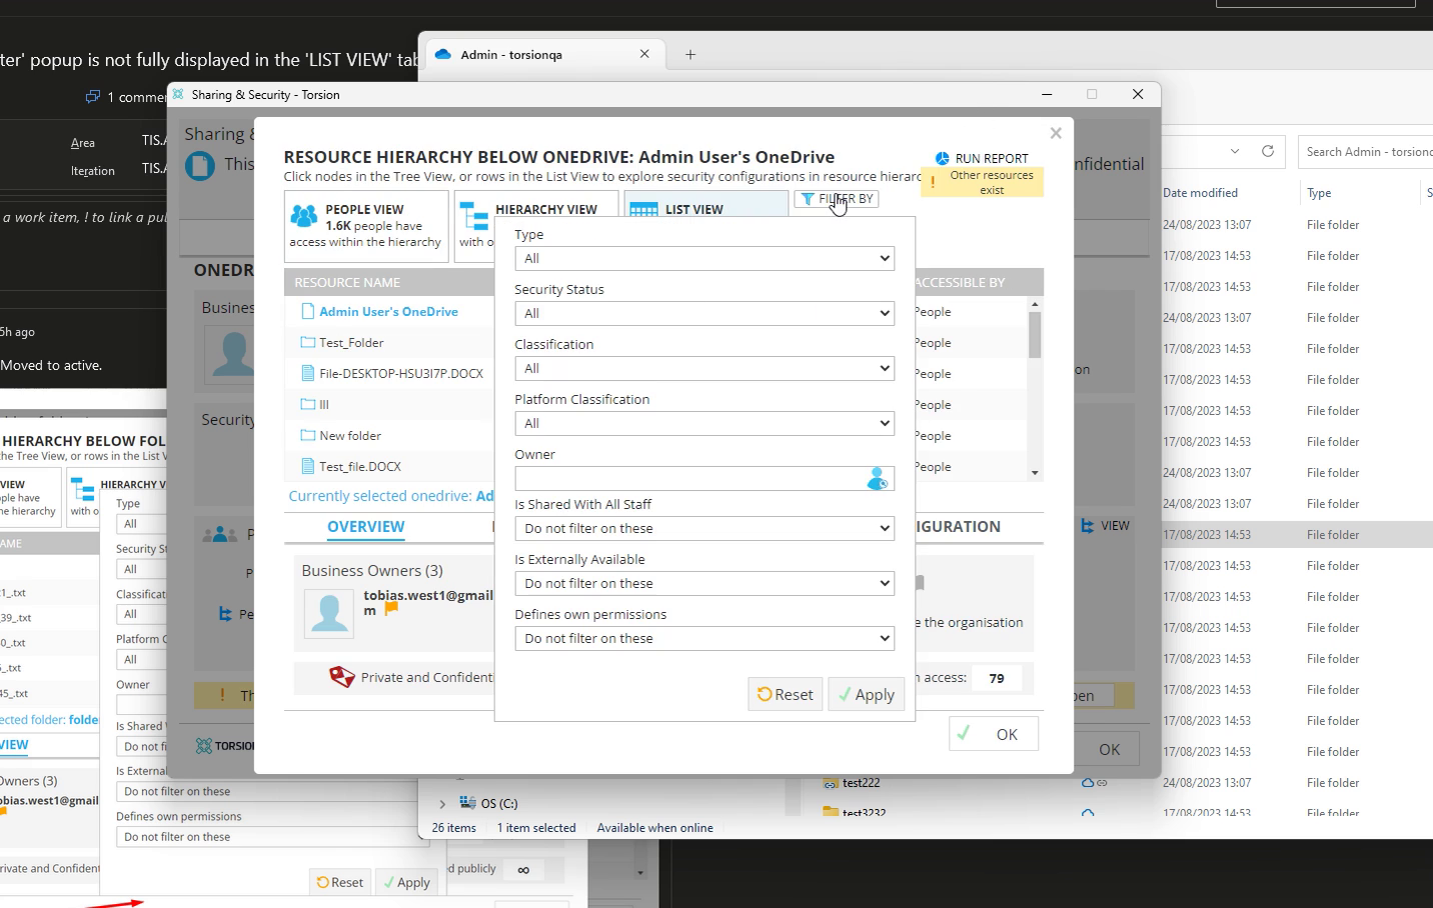 ter' popup is not fully displayed in the 'LIST VIEW' tab
1 comme
Area
TIS.
Iteration
TIS.
a work item, ! to link a pul
5h ago
Moved to active.
Admin - torsionqa
Search Admin - torsionq
Date modified
Type
24/08/2023 13:07 File folder
17/08/2023 14:53 File folder
17/08/2023 14:53 File folder
24/08/2023 13:07 File folder
17/08/2023 14:53 File folder
17/08/2023 14:53 File folder
17/08/2023 14:53 File folder
17/08/2023 14:53 File folder
24/08/2023 13:07 File folder
24/08/2023 13:07 File folder
17/08/2023 14:53 File folder
17/08/2023 14:53 File folder
17/08/2023 14:53 File folder
17/08/2023 14:53 File folder
17/08/2023 14:53 File folder
17/08/2023 14:53 File folder
17/08/2023 14:53 File folder
17/08/2023 14:53 File folder
test222 24/08/2023 13:07 File folder
test3232 17/08/2023 14:53 File folder
OS (C:)
26 items 1 item selected Available when online
Sharing & Security - Torsion
Sharing &
This
nfidential
ONEDR
Busines
Security
on
VIEW
Pe
Th
pen
TORSION
OK
RESOURCE HIERARCHY BELOW ONEDRIVE: Admin User's OneDrive
Click nodes in the Tree View, or rows in the List View to explore security configurations in resource hierarc
RUN REPORT
! Other resources
exist
PEOPLE VIEW
1.6K people have
access within the hierarchy
HIERARCHY VIEW
with o
LIST VIEW
FILTER BY
RESOURCE NAME
ACCESSIBLE BY
Admin User's OneDrive People
Test_Folder People
File-DESKTOP-HSU3I7P.DOCX People
III People
New folder People
Test_file.DOCX People
Currently selected onedrive: Ad
OVERVIEW
IGURATION
Business Owners (3)
tobias.west1@gmail
m
e the organisation
Private and Confidenti
n access: 79
OK
Type
All
Security Status
All
Classification
All
Platform Classification
All
Owner
Is Shared With All Staff
Do not filter on these
Is Externally Available
Do not filter on these
Defines own permissions
Do not filter on these
Reset
Apply
HIERARCHY BELOW FOL
he Tree View, or rows in the List V
VIEW
ple have
he hierarchy
HIERARCHY V
with o
AME
1_.txt
39_.txt
0_.txt
_.txt
45_.txt
ected folder: folde
VIEW
Owners (3)
obias.west1@gmail
rivate and Confident
Type
All
Security St
All
Classificati
All
Platform C
All
Owner
Is Shared
Do not fi
Is External
Do not filter on these
Defines own permissions
Do not filter on these
Reset
Apply
d publicly ∞